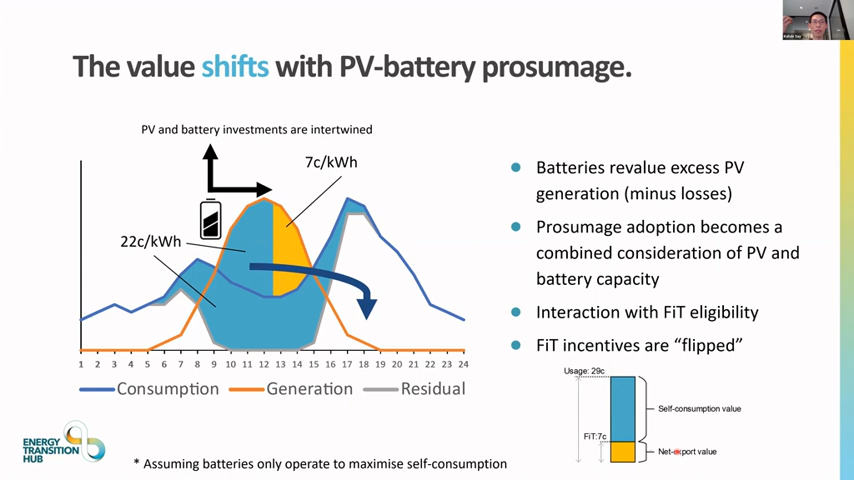 The value shifts with PV-battery prosumage.
PV and battery investments are intertwined
7c/kWh
22c/kWh
1 2 3 4 5 6 7 8 9 10 11 12 13 14 15 16 17 18 19 20 21 22 23 24
Consumption Generation Residual
Batteries revalue excess PV
generation (minus losses)
Prosumage adoption becomes a
combined consideration of PV and
battery capacity
Interaction with FiT eligibility
FiT incentives are “flipped”
Usage: 29c
Self-consumption value
FiT:7c
Net-export value
ENERGY
TRANSITION
HUB
* Assuming batteries only operate to maximise self-consumption